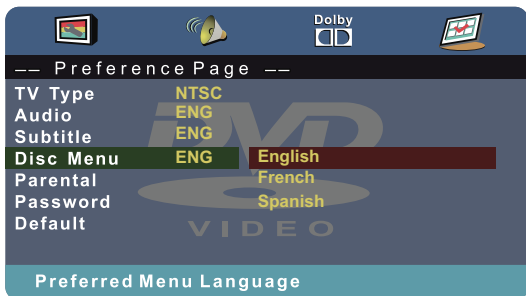 Dolby
-- Preference Page --
TV Type NTSC
Audio ENG
Subtitle ENG
Disc Menu ENG English
Parental French
Password Spanish
Default
DVD
VIDEO
Preferred Menu Language